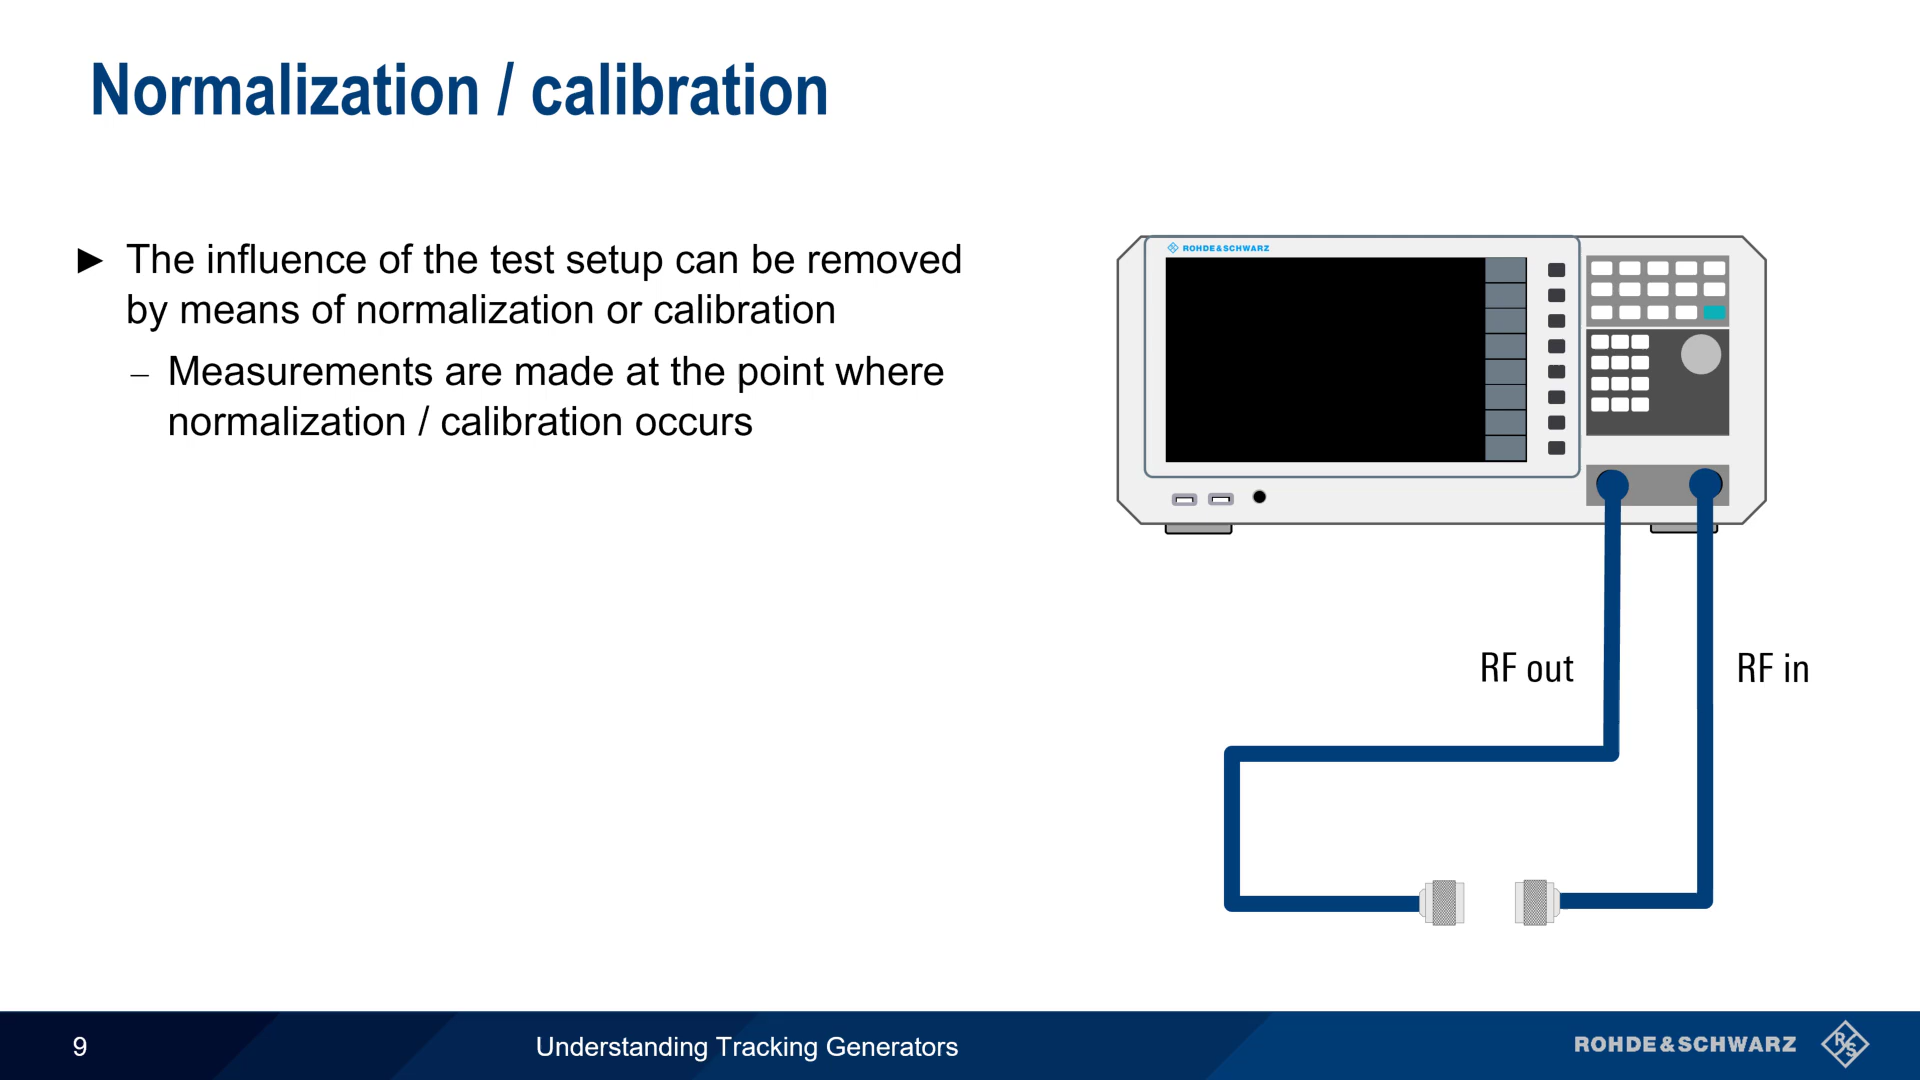 Normalization / calibration
► The influence of the test setup can be removed
by means of normalization or calibration
– Measurements are made at the point where
normalization / calibration occurs
ROHDE&SCHWARZ
RF out
RF in
9
Understanding Tracking Generators
ROHDE&SCHWARZ
R&S